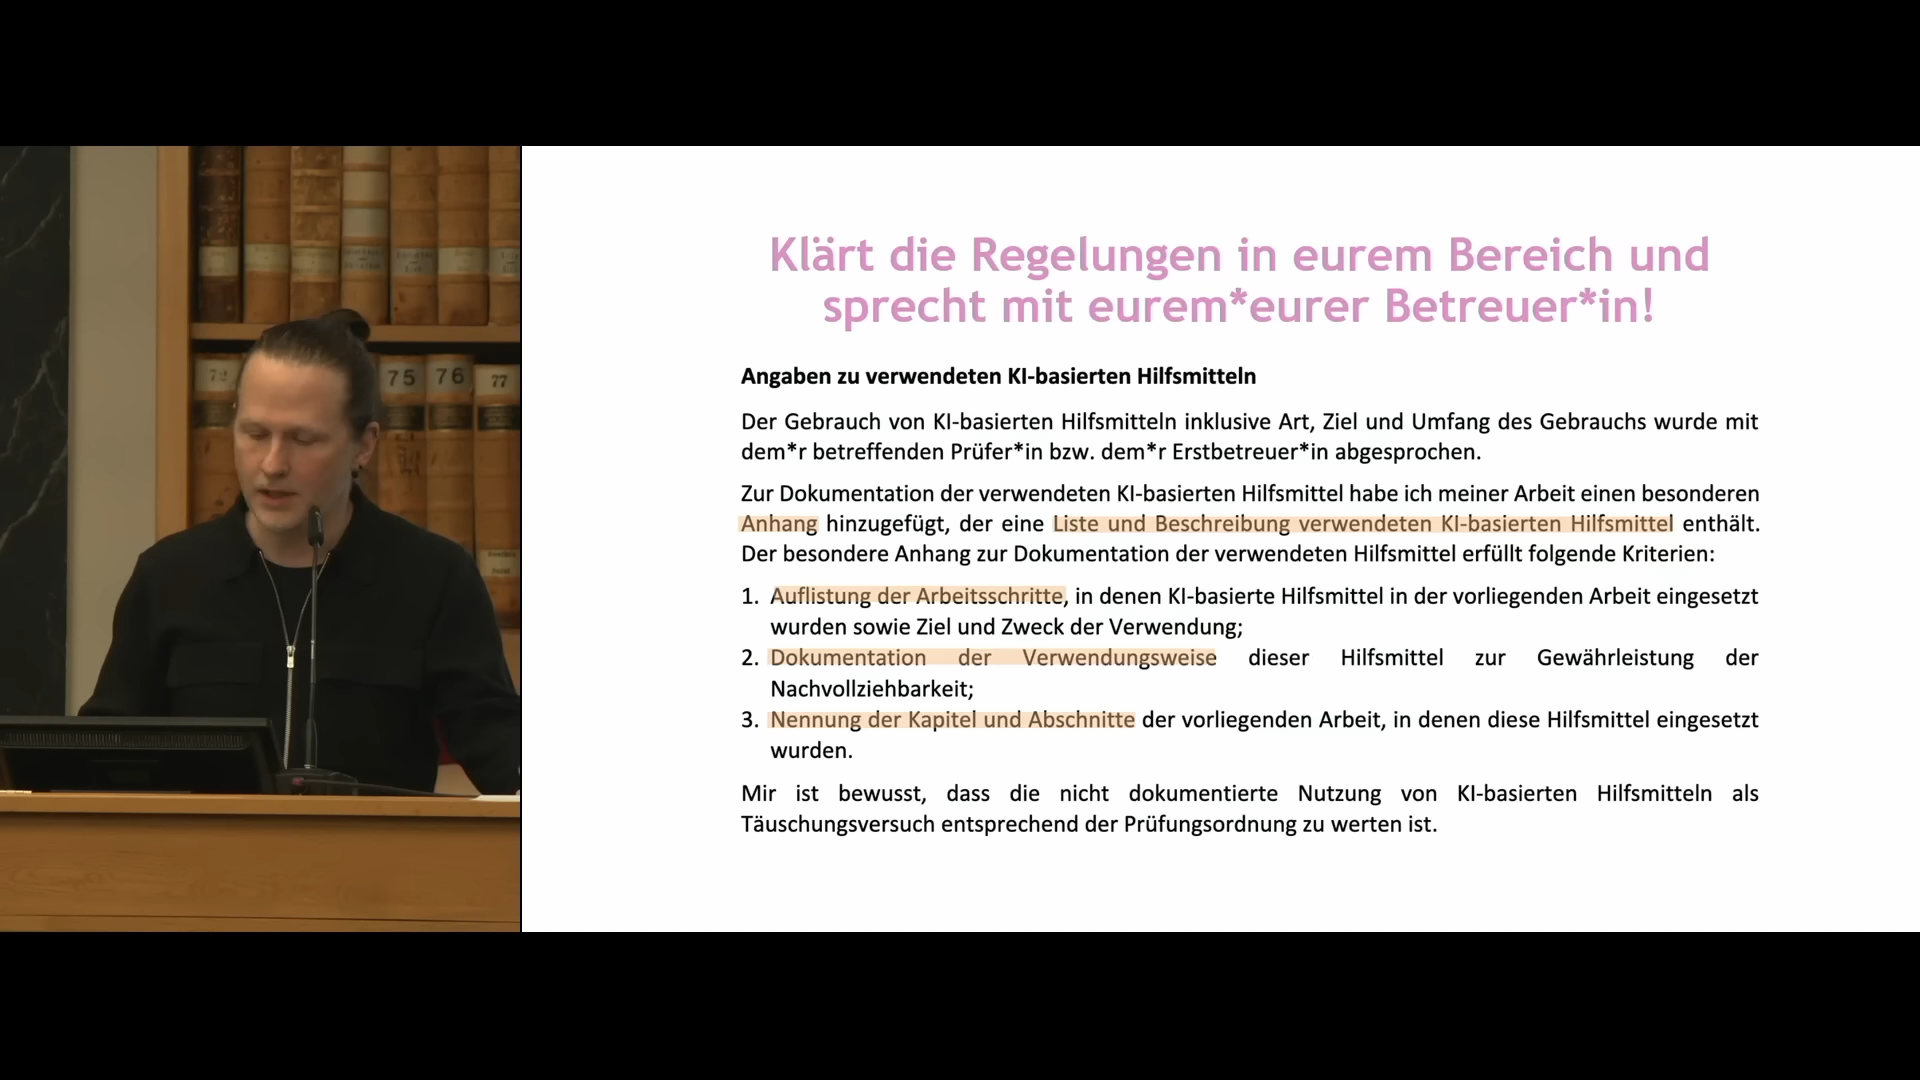 Klärt die Regelungen in eurem Bereich und
sprecht mit eurem*eurer Betreuer*in!
Angaben zu verwendeten KI-basierten Hilfsmitteln
Der Gebrauch von KI-basierten Hilfsmitteln inklusive Art, Ziel und Umfang des Gebrauchs wurde mit
dem*r betreffenden Prüfer*in bzw. dem*r Erstbetreuer*in abgesprochen.
Zur Dokumentation der verwendeten KI-basierten Hilfsmittel habe ich meiner Arbeit einen besonderen
Anhang hinzugefügt, der eine Liste und Beschreibung verwendeten KI-basierten Hilfsmittel enthält.
Der besondere Anhang zur Dokumentation der verwendeten Hilfsmittel erfüllt folgende Kriterien:
1. Auflistung der Arbeitsschritte, in denen KI-basierte Hilfsmittel in der vorliegenden Arbeit eingesetzt
wurden sowie Ziel und Zweck der Verwendung;
2. Dokumentation der Verwendungsweise dieser Hilfsmittel zur Gewährleistung der
Nachvollziehbarkeit;
3. Nennung der Kapitel und Abschnitte der vorliegenden Arbeit, in denen diese Hilfsmittel eingesetzt
wurden.
Mir ist bewusst, dass die nicht dokumentierte Nutzung von KI-basierten Hilfsmitteln als
Täuschungsversuch entsprechend der Prüfungsordnung zu werten ist.
72
75
76
77